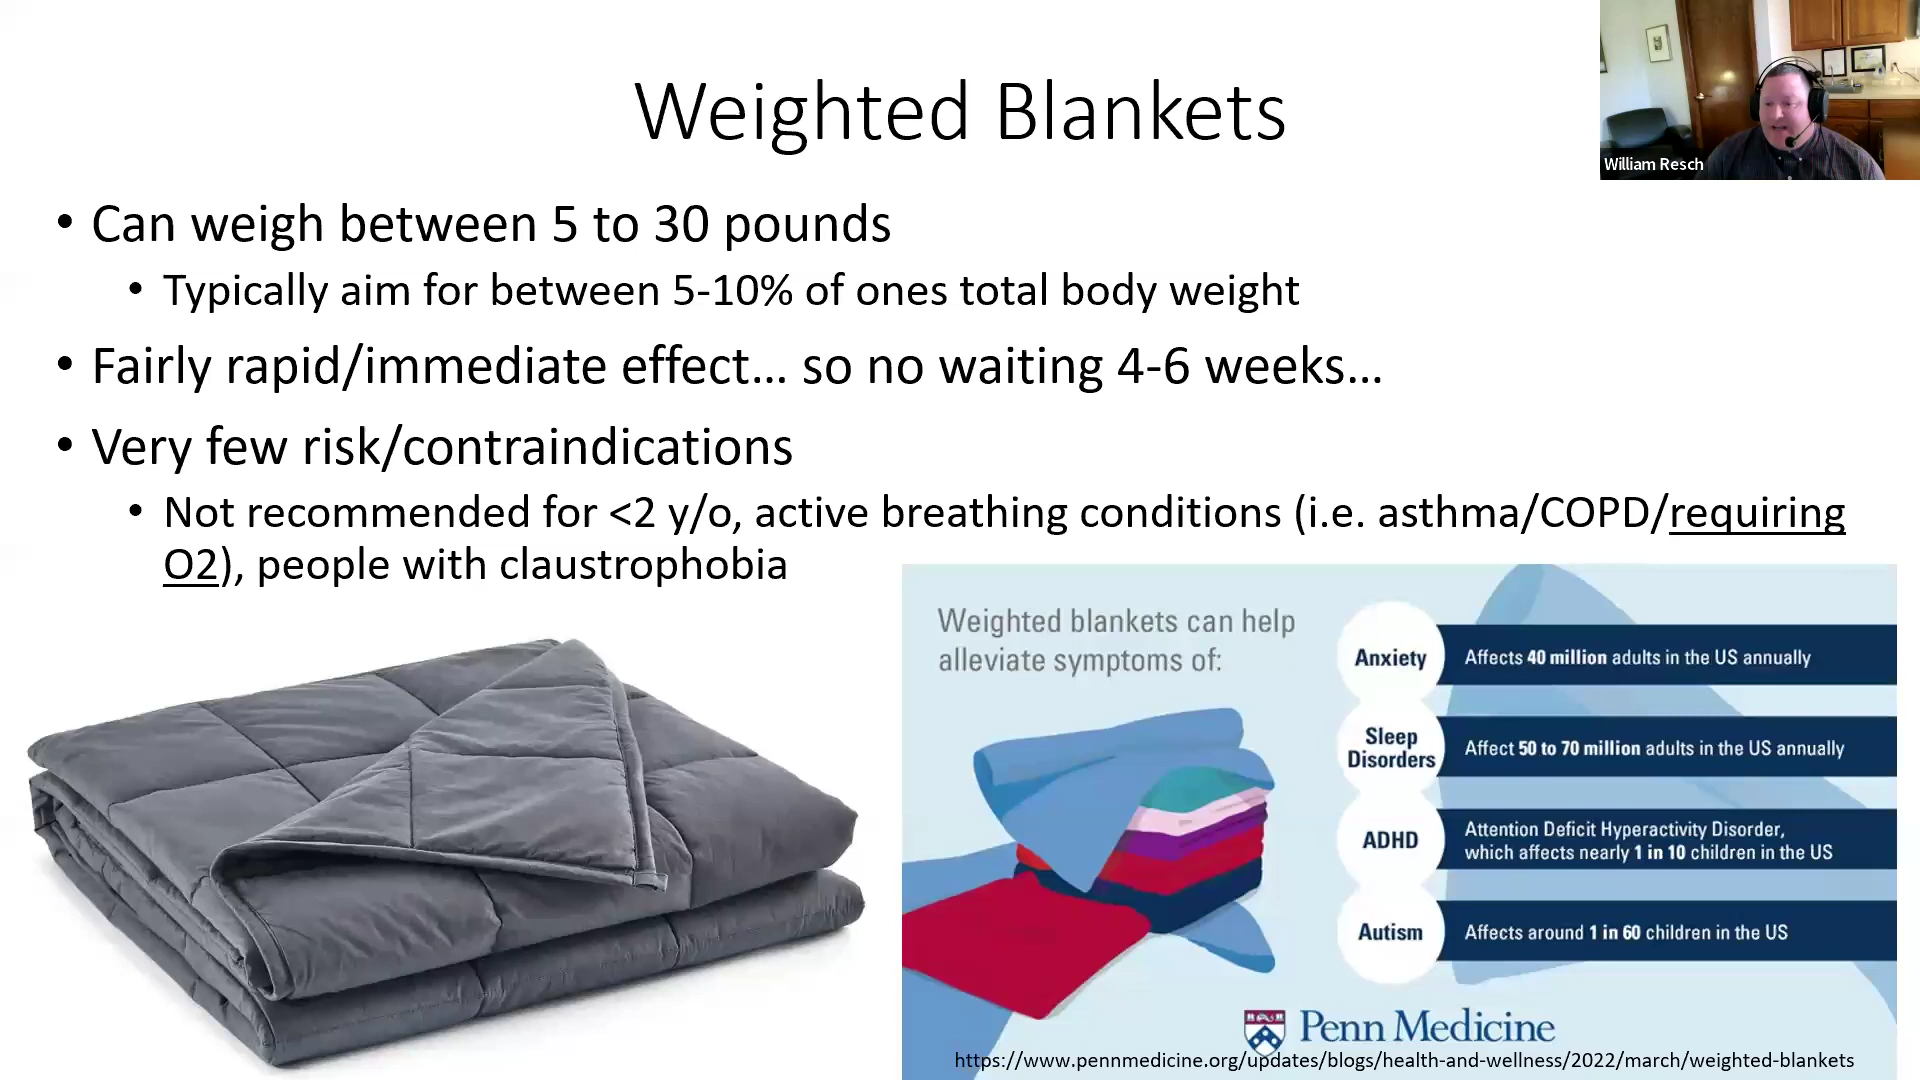 Weighted Blankets
William Resch
• Can weigh between 5 to 30 pounds
• Typically aim for between 5-10% of ones total body weight
• Fairly rapid/immediate effect… so no waiting 4-6 weeks…
• Very few risk/contraindications
• Not recommended for <2 y/o, active breathing conditions (i.e. asthma/COPD/requiring
O2), people with claustrophobia
Weighted blankets can help
alleviate symptoms of:
Anxiety
Affects 40 million adults in the US annually
Sleep
Disorders
Affect 50 to 70 million adults in the US annually
ADHD
Attention Deficit Hyperactivity Disorder,
which affects nearly 1 in 10 children in the US
Autism
Affects around 1 in 60 children in the US
Penn Medicine
https://www.pennmedicine.org/updates/blogs/health-and-wellness/2022/march/weighted-blankets